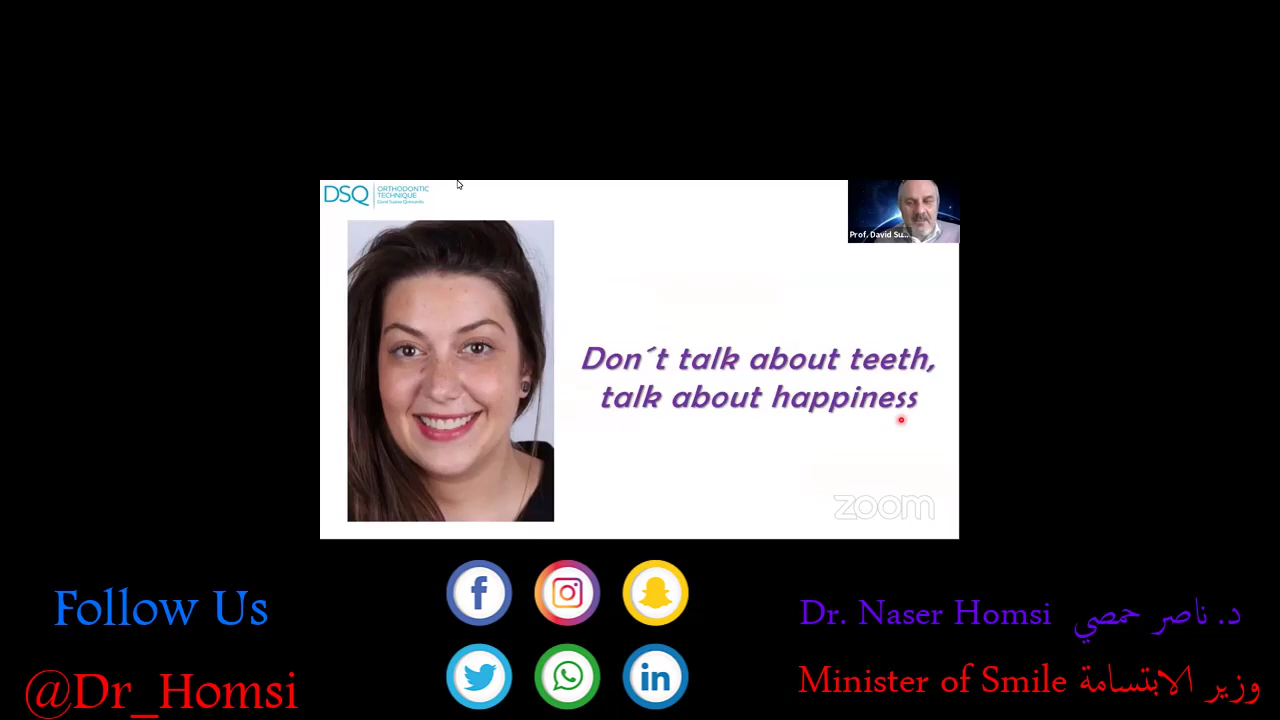 DSQ
ORTHODONTIC
TECHNIQUE
Prof. David Su...
Don´t talk about teeth,
talk about happiness
zoom
Follow Us
@Dr_Homsi
Dr. Naser Homsi د. ناصر حمصي
Minister of Smile وزير الابتسامة